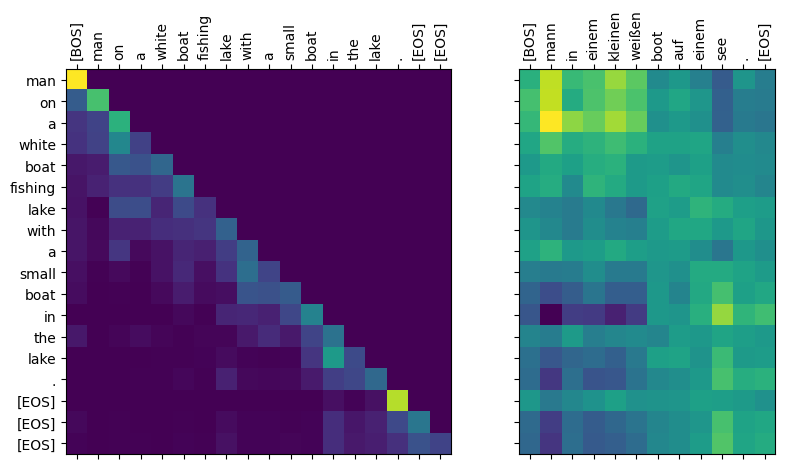 [BOS] man on a white boat fishing lake with a small boat in the lake . [EOS] [EOS]
[BOS] mann in einem kleinen weißen boot auf einem see . [EOS]
man
on
a
white
boat
fishing
lake
with
a
small
boat
in
the
lake
.
[EOS]
[EOS]
[EOS]